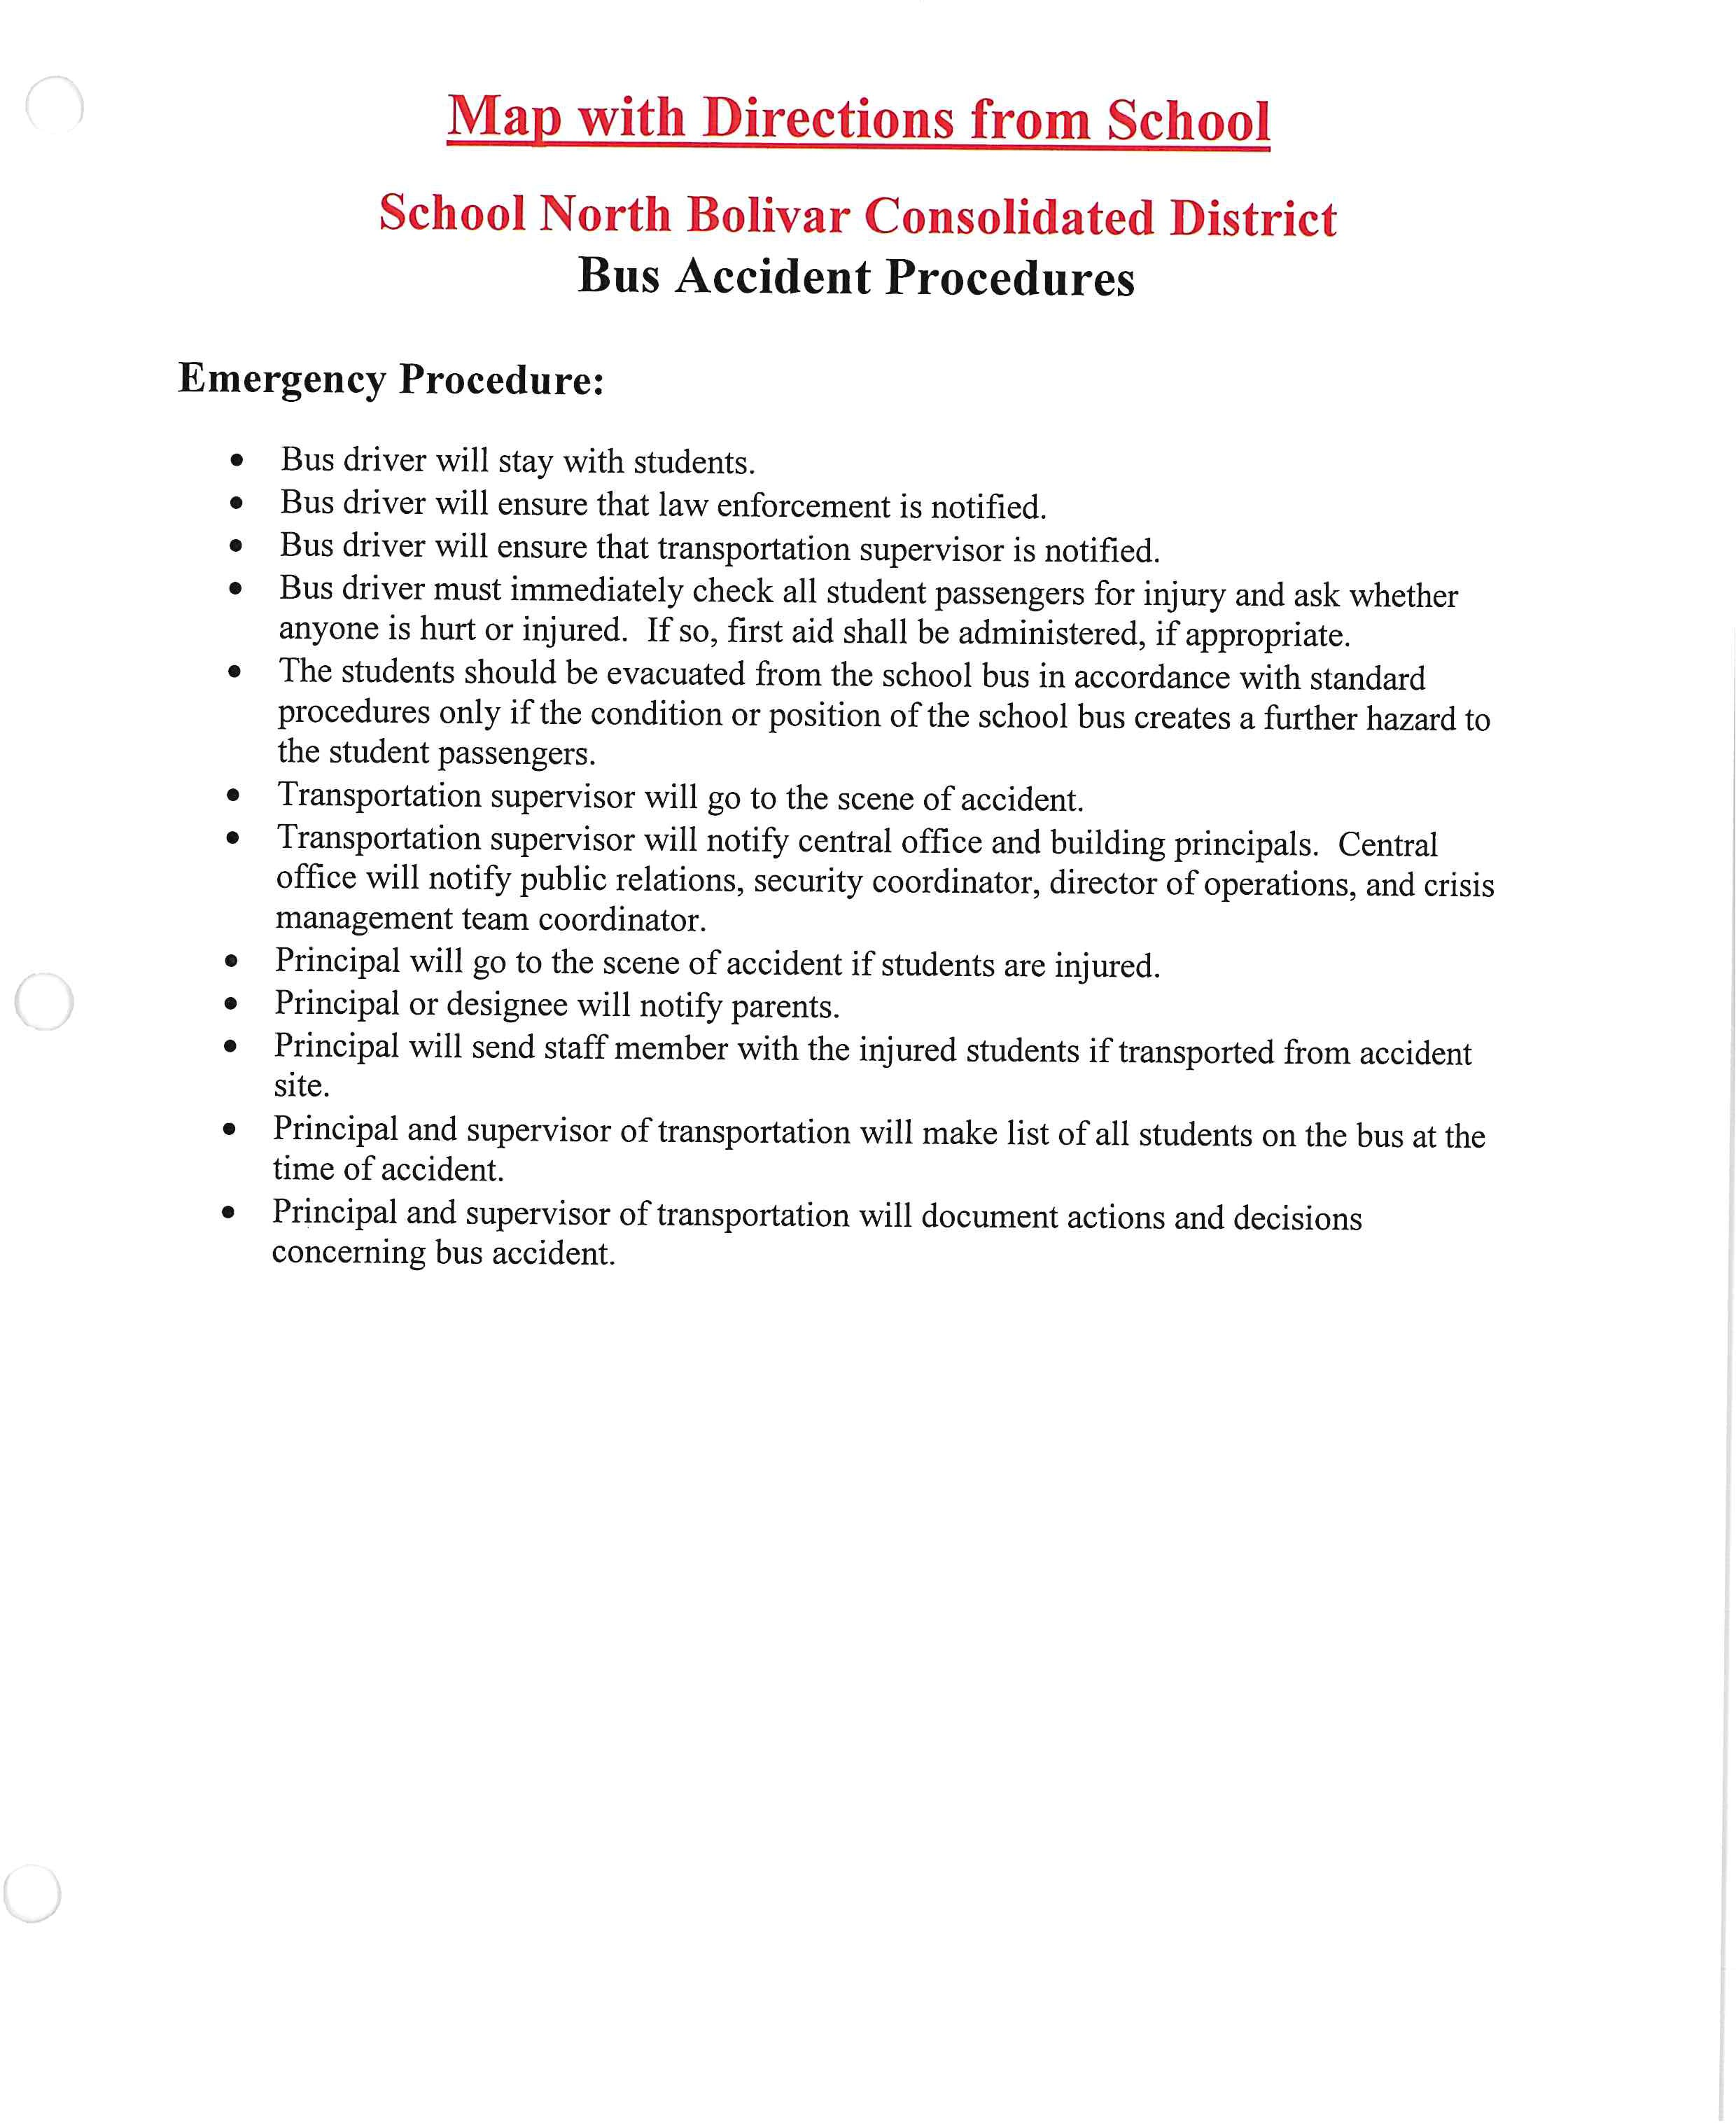 Map with Directions from School
School North Bolivar Consolidated District
Bus Accident Procedures
Emergency Procedure:
• Bus driver will stay with students.
• Bus driver will ensure that law enforcement is notified.
• Bus driver will ensure that transportation supervisor is notified.
• Bus driver must immediately check all student passengers for injury and ask whether
anyone is hurt or injured.  If so, first aid shall be administered, if appropriate.
• The students should be evacuated from the school bus in accordance with standard
procedures only if the condition or position of the school bus creates a further hazard to
the student passengers.
• Transportation supervisor will go to the scene of accident.
• Transportation supervisor will notify central office and building principals.  Central
office will notify public relations, security coordinator, director of operations, and crisis
management team coordinator.
• Principal will go to the scene of accident if students are injured.
• Principal or designee will notify parents.
• Principal will send staff member with the injured students if transported from accident
site.
• Principal and supervisor of transportation will make list of all students on the bus at the
time of accident.
• Principal and supervisor of transportation will document actions and decisions
concerning bus accident.